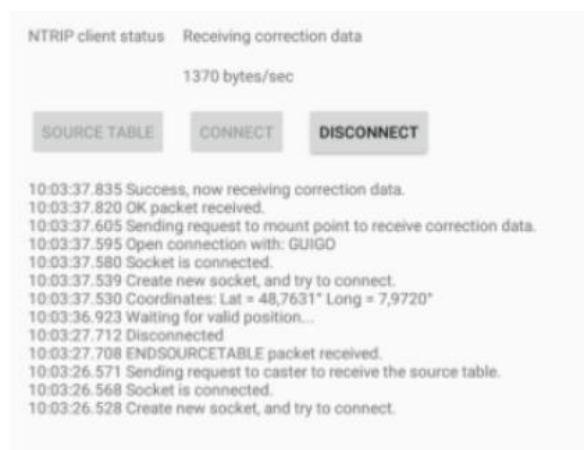 NTRIP client status Receiving correction data
1370 bytes/sec
SOURCE TABLE CONNECT DISCONNECT
10:03:37.835 Success, now receiving correction data.
10:03:37.820 OK packet received.
10:03:37.605 Sending request to mount point to receive correction data.
10:03:37.595 Open connection with: GUIGO
10:03:37.580 Socket is connected.
10:03:37.539 Create new socket, and try to connect.
10:03:37.530 Coordinates: Lat = 48,7631° Long = 7,9720°
10:03:36.923 Waiting for valid position...
10:03:27.712 Disconnected
10:03:27.708 ENDSOURCETABLE packet received.
10:03:26.571 Sending request to caster to receive the source table.
10:03:26.568 Socket is connected.
10:03:26.528 Create new socket, and try to connect.